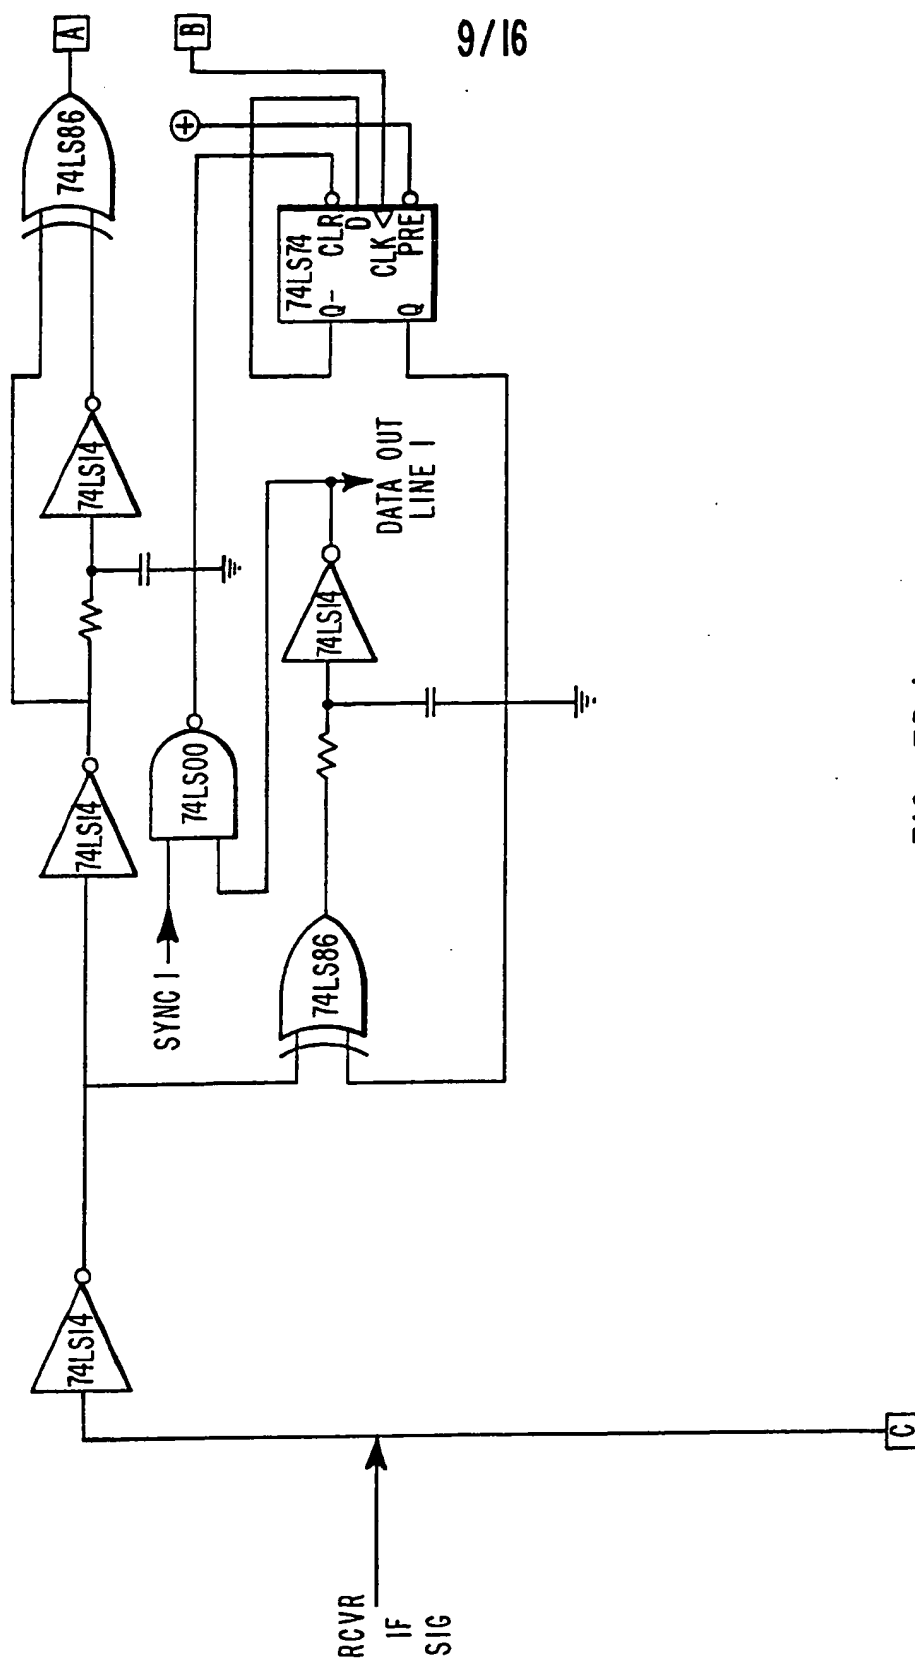 9/16
RCVR
IF
SIG
C
74LS14
74LS14
74LS14
74LS86
A
SYNC 1
74LS00
74LS86
74LS14
DATA OUT
LINE 1
74LS74
Q-
Q
CLR
D
CLK
PRE
+
B